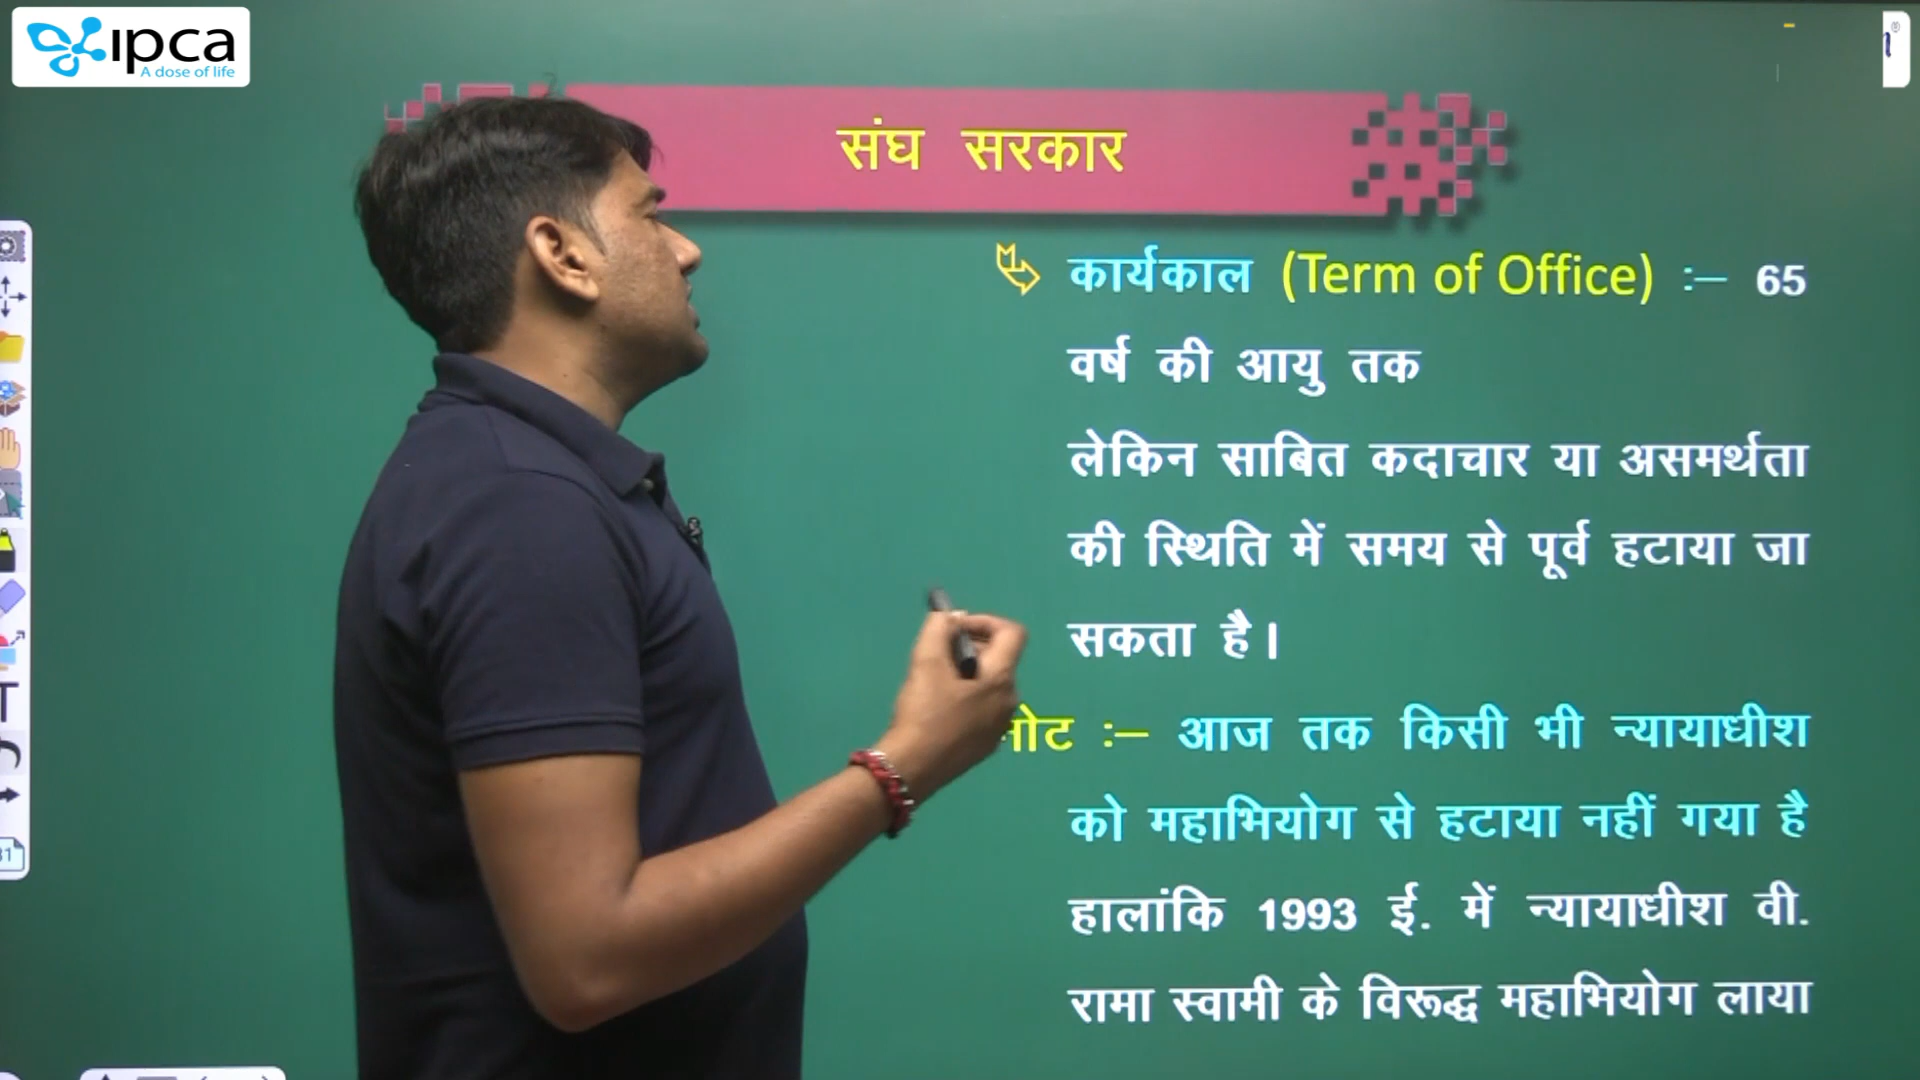 ipca
A dose of life
संघ सरकार
कार्यकाल (Term of Office) :– 65
वर्ष की आयु तक
लेकिन साबित कदाचार या असमर्थता
की स्थिति में समय से पूर्व हटाया जा
सकता है।
नोट :– आज तक किसी भी न्यायाधीश
को महाभियोग से हटाया नहीं गया है
हालांकि 1993 ई. में न्यायाधीश वी.
रामा स्वामी के विरूद्ध महाभियोग लाया